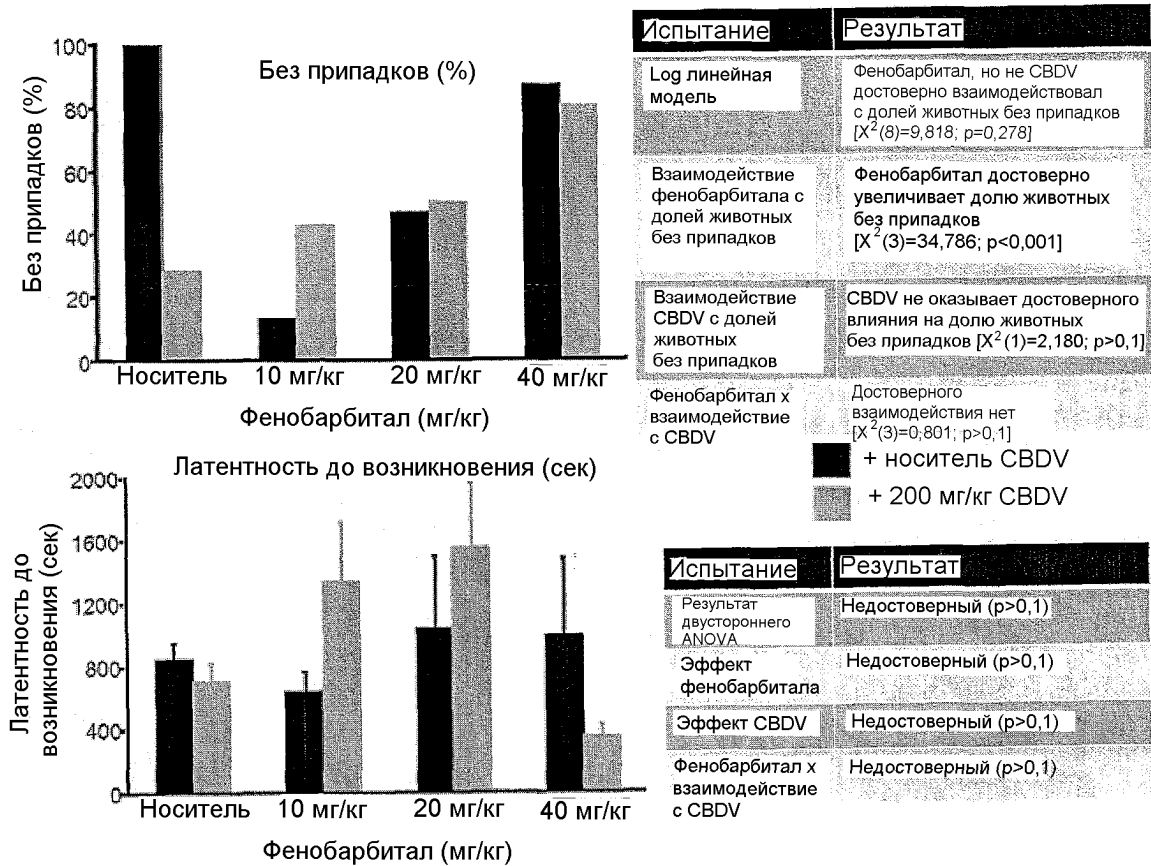 Без припадков (%)
Без припадков (%)
100
80
60
40
20
0
Носитель 10 мг/кг 20 мг/кг 40 мг/кг
Фенобарбитал (мг/кг)
Испытание Результат
Log линейная
модель
Фенобарбитал, но не CBDV
достоверно взаимодействовал
с долей животных без припадков
[X²(8)=9,818; p=0,278]
Взаимодействие
фенобарбитала с
долей животных
без припадков
Фенобарбитал достоверно
увеличивает долю животных
без припадков
[X²(3)=34,786; p<0,001]
Взаимодействие
CBDV с долей
животных
без припадков
CBDV не оказывает достоверного
влияния на долю животных
без припадков [X²(1)=2,180; p>0,1]
Фенобарбитал х
взаимодействие
с CBDV
Достоверного
взаимодействия нет
[X²(3)=0,801; p>0,1]
+ носитель CBDV
+ 200 мг/кг CBDV
Латентность до возникновения (сек)
Латентность до
возникновения (сек)
2000
1600
1200
800
400
0
Носитель 10 мг/кг 20 мг/кг 40 мг/кг
Фенобарбитал (мг/кг)
Испытание Результат
Результат
двустороннего
ANOVA
Недостоверный (p>0,1)
Эффект
фенобарбитала
Недостоверный (p>0,1)
Эффект CBDV
Недостоверный (p>0,1)
Фенобарбитал х
взаимодействие
с CBDV
Недостоверный (p>0,1)